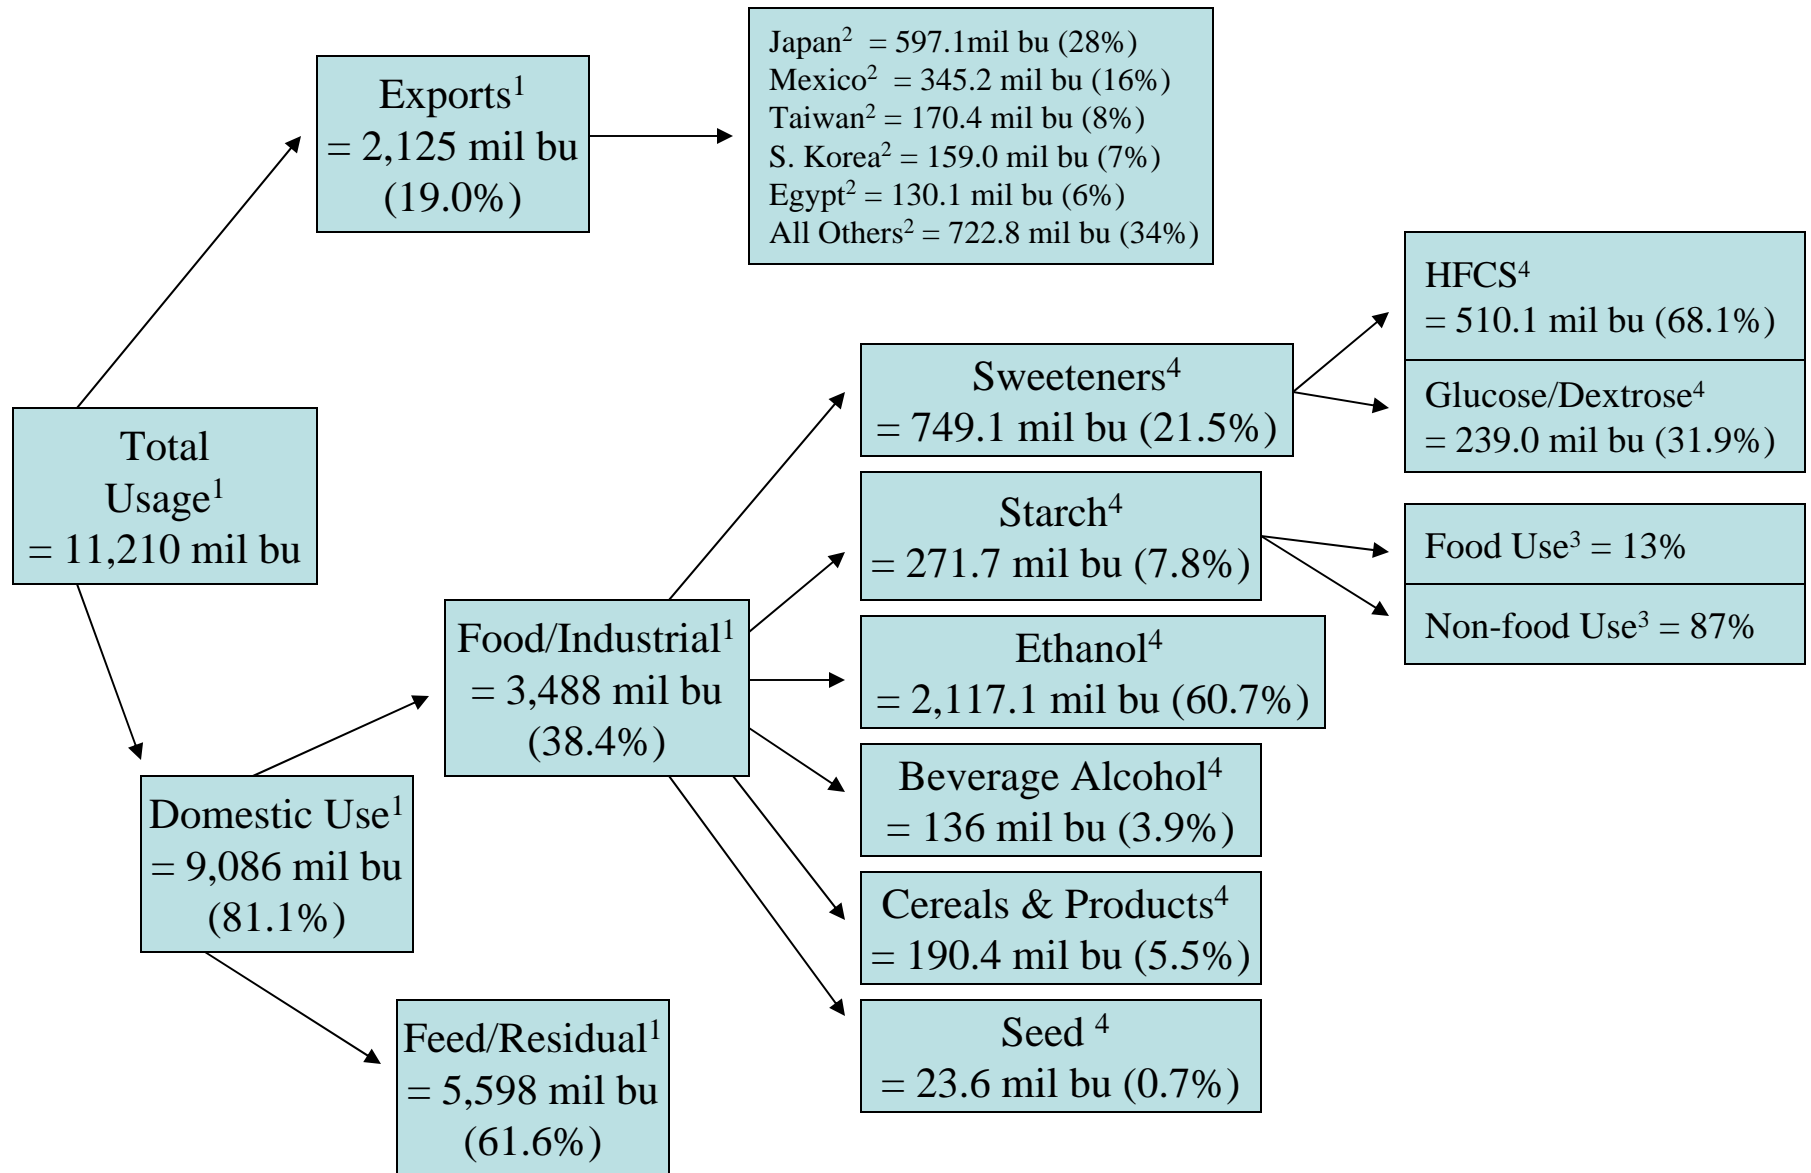 Japan² = 597.1mil bu (28%)
Mexico² = 345.2 mil bu (16%)
Taiwan² = 170.4 mil bu (8%)
S. Korea² = 159.0 mil bu (7%)
Egypt² = 130.1 mil bu (6%)
All Others² = 722.8 mil bu (34%)
Exports¹
= 2,125 mil bu
(19.0%)
HFCS⁴
= 510.1 mil bu (68.1%)
Glucose/Dextrose⁴
= 239.0 mil bu (31.9%)
Sweeteners⁴
= 749.1 mil bu (21.5%)
Total
Usage¹
= 11,210 mil bu
Starch⁴
= 271.7 mil bu (7.8%)
Food Use³ = 13%
Non-food Use³ = 87%
Food/Industrial¹
= 3,488 mil bu
(38.4%)
Ethanol⁴
= 2,117.1 mil bu (60.7%)
Beverage Alcohol⁴
= 136 mil bu (3.9%)
Domestic Use¹
= 9,086 mil bu
(81.1%)
Cereals & Products⁴
= 190.4 mil bu (5.5%)
Seed ⁴
= 23.6 mil bu (0.7%)
Feed/Residual¹
= 5,598 mil bu
(61.6%)